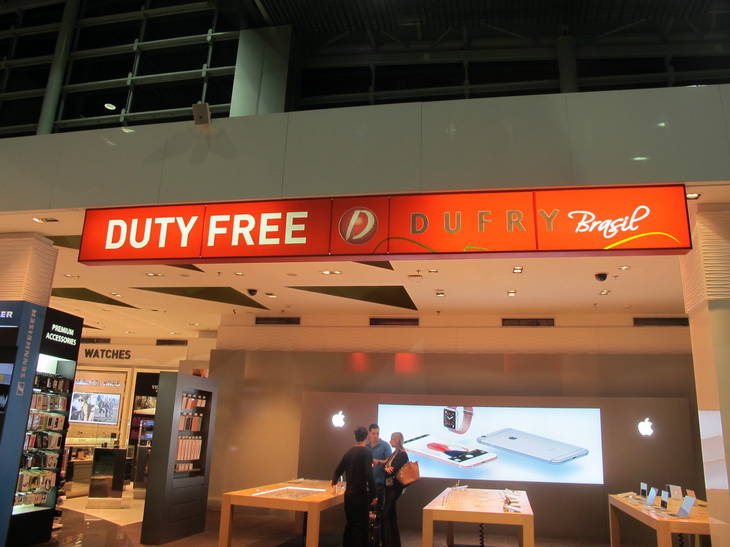 DUTY FREE D DUFRY Brasil
PREMIUM
ACCESSORIES
SENNHEISER
WATCHES